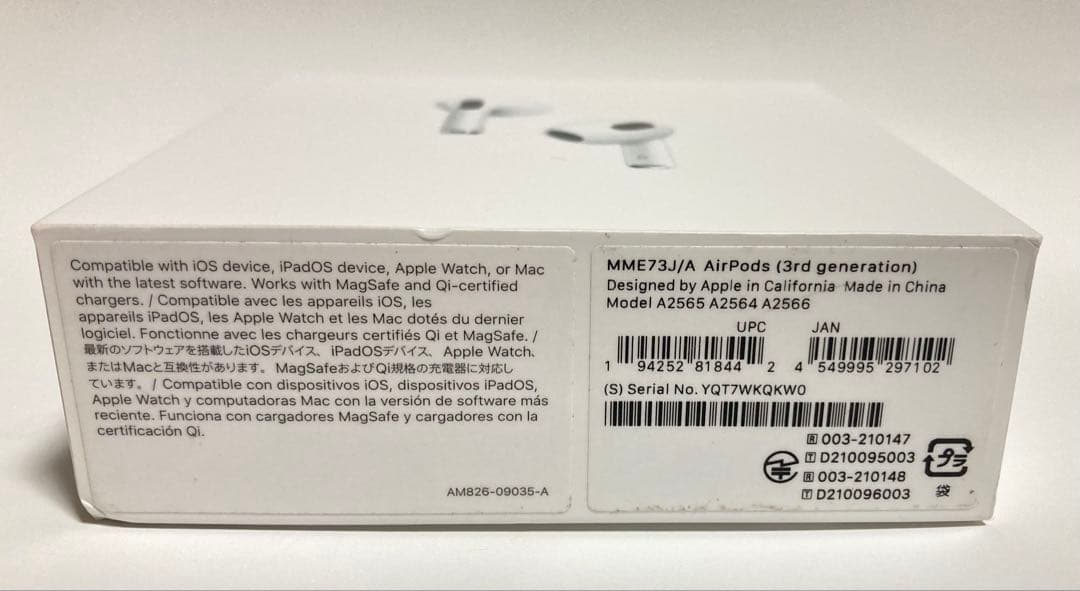 Compatible with iOS device, iPadOS device, Apple Watch, or Mac
with the latest software. Works with MagSafe and Qi-certified
chargers. / Compatible avec les appareils iOS, les
appareils iPadOS, les Apple Watch et les Mac dotés du dernier
logiciel. Fonctionne avec les chargeurs certifiés Qi et MagSafe. /
最新のソフトウェアを搭載したiOSデバイス、iPadOSデバイス、Apple Watch、
またはMacと互換性があります。MagSafeおよびQi規格の充電器に対応し
ています。/ Compatible con dispositivos iOS, dispositivos iPadOS,
Apple Watch y computadoras Mac con la versión de software más
reciente. Funciona con cargadores MagSafe y cargadores con la
certificación Qi.
AM826-09035-A
MME73J/A AirPods (3rd generation)
Designed by Apple in California Made in China
Model A2565 A2564 A2566
UPC JAN
1 94252 81844 2 4 549995 297102
(S) Serial No. YQT7WKQKW0
R 003-210147
T D210095003
R 003-210148
T D210096003
プラ
袋